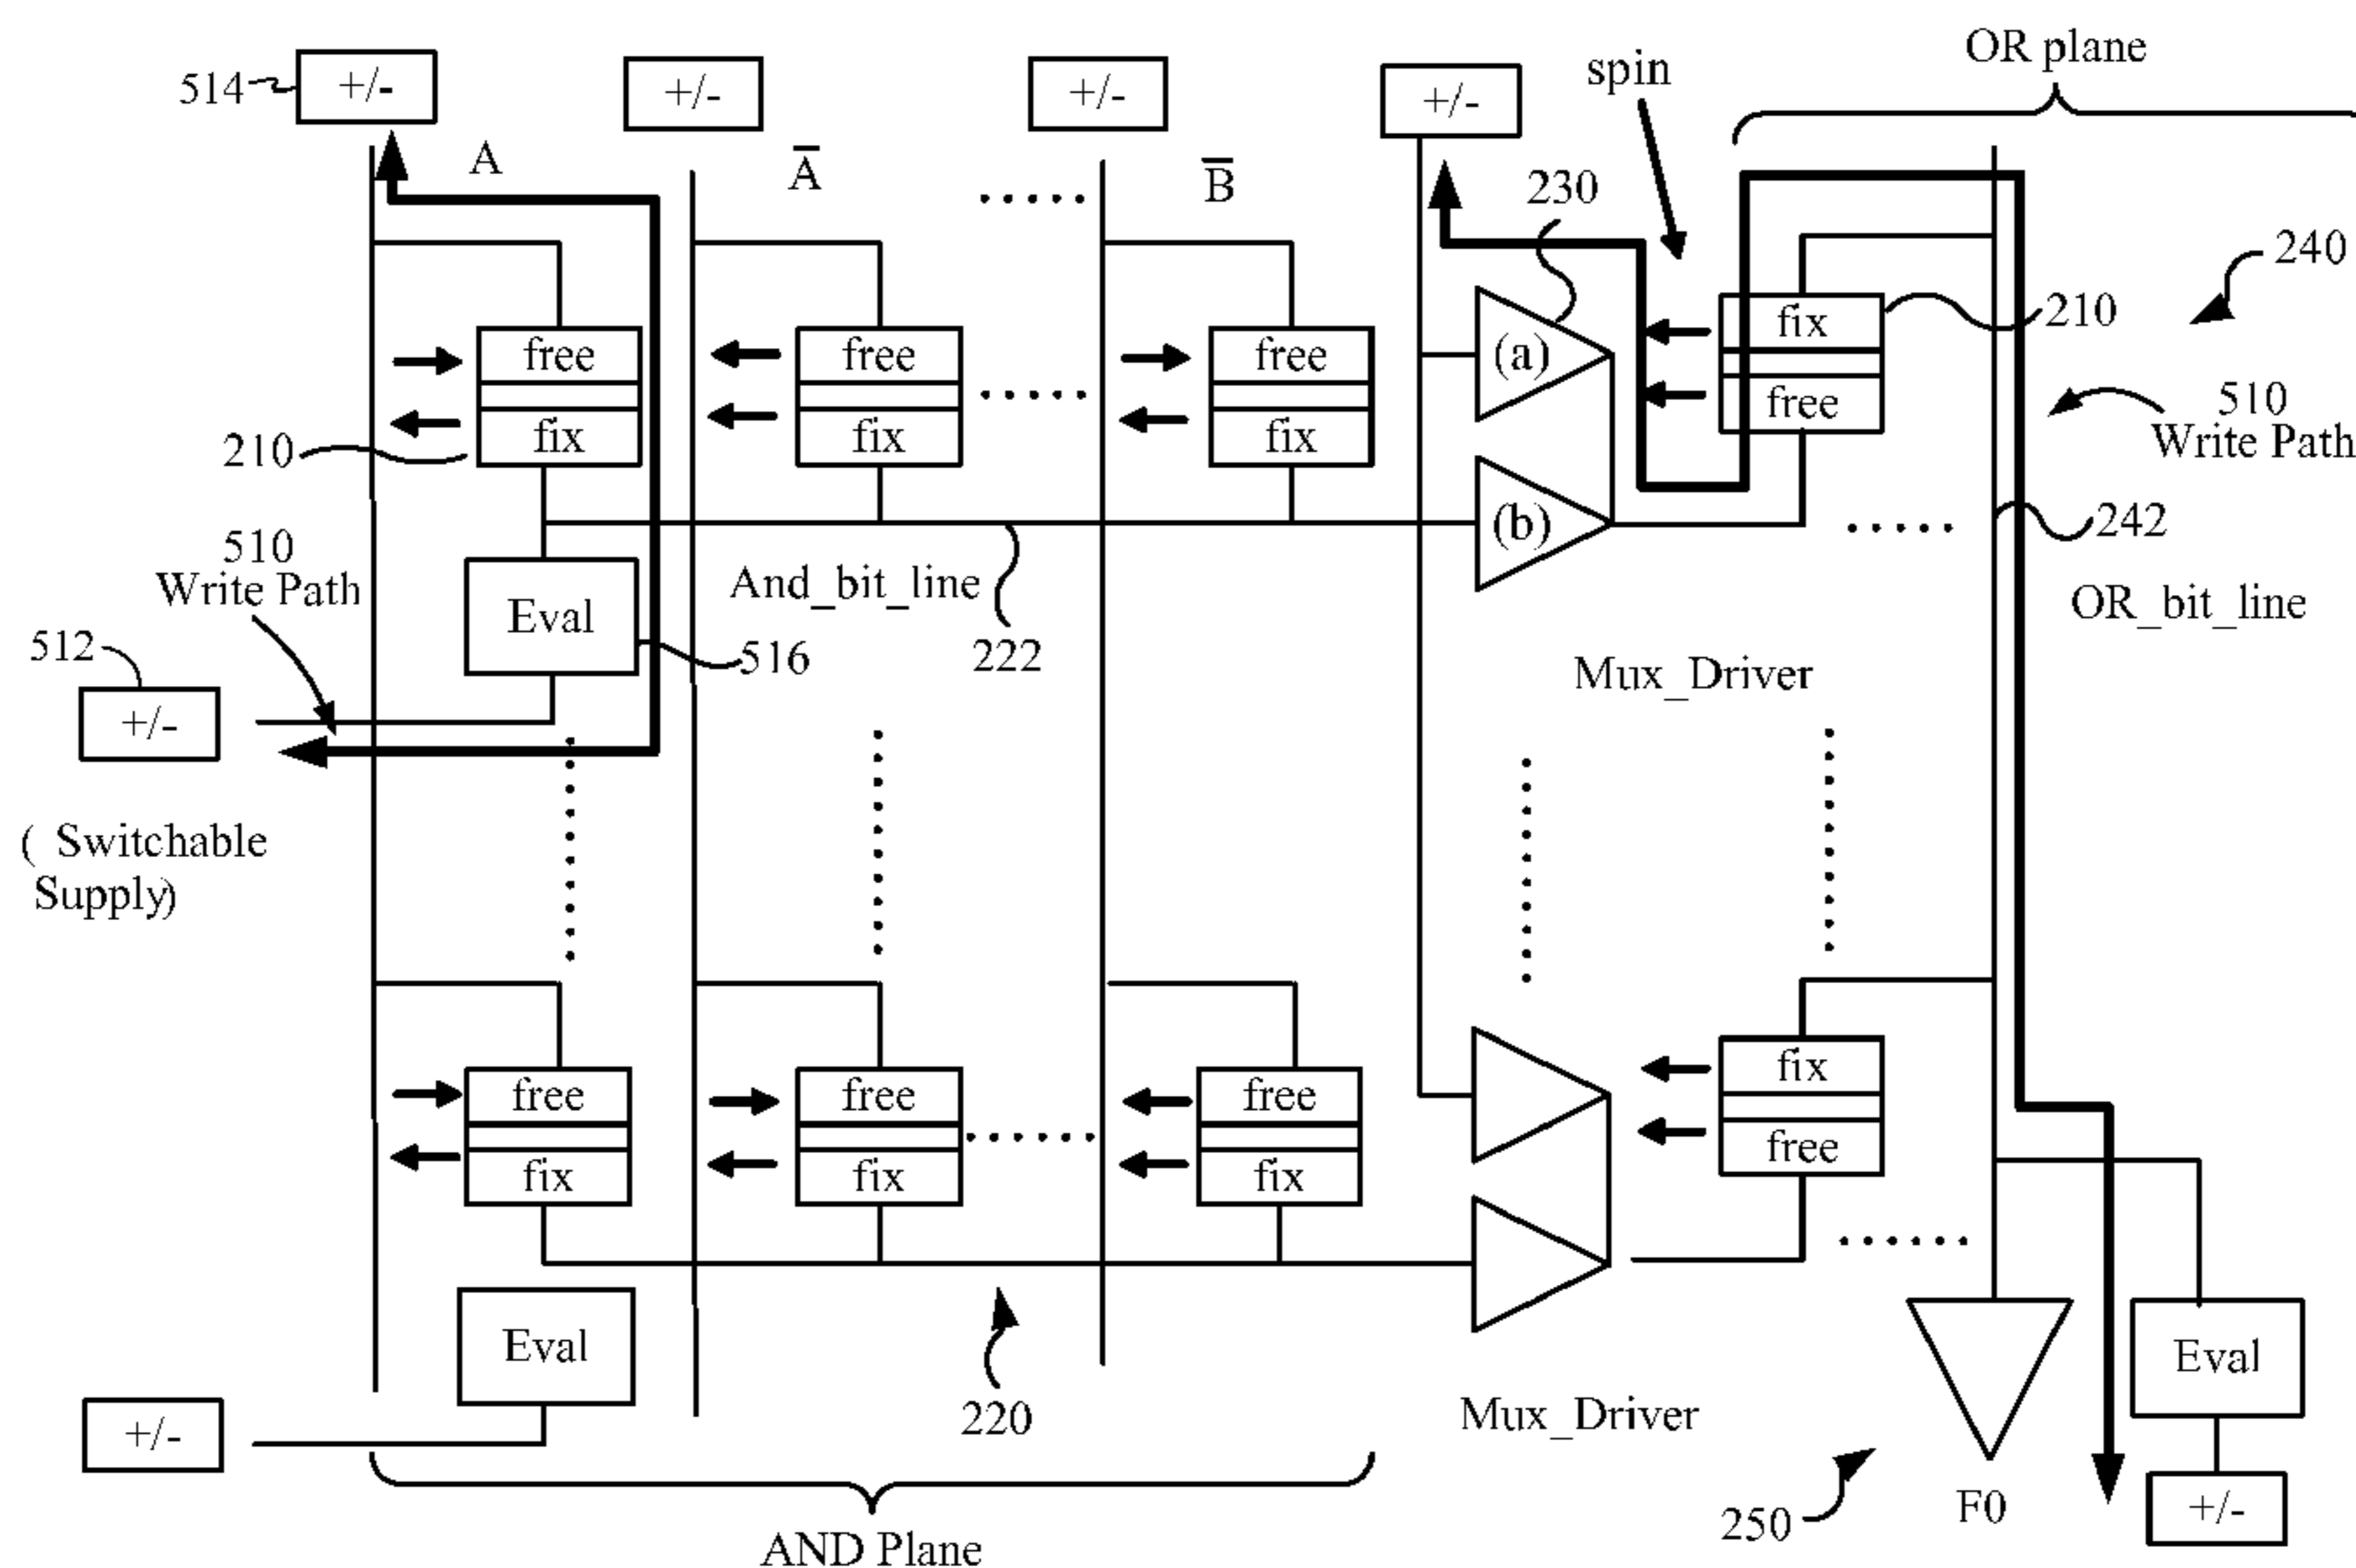 OR plane
spin
514
+/-
+/-
+/-
+/-
A
A̅
B̅
230
240
free
free
free
(a)
fix
210
510
Write Path
fix
fix
fix
free
210
(b)
242
510
Write Path
And_bit_line
OR_bit_line
Eval
512
516
222
Mux_Driver
+/-
( Switchable
Supply)
free
free
free
fix
fix
fix
fix
free
Eval
Eval
220
Mux_Driver
+/-
250
F0
+/-
AND Plane